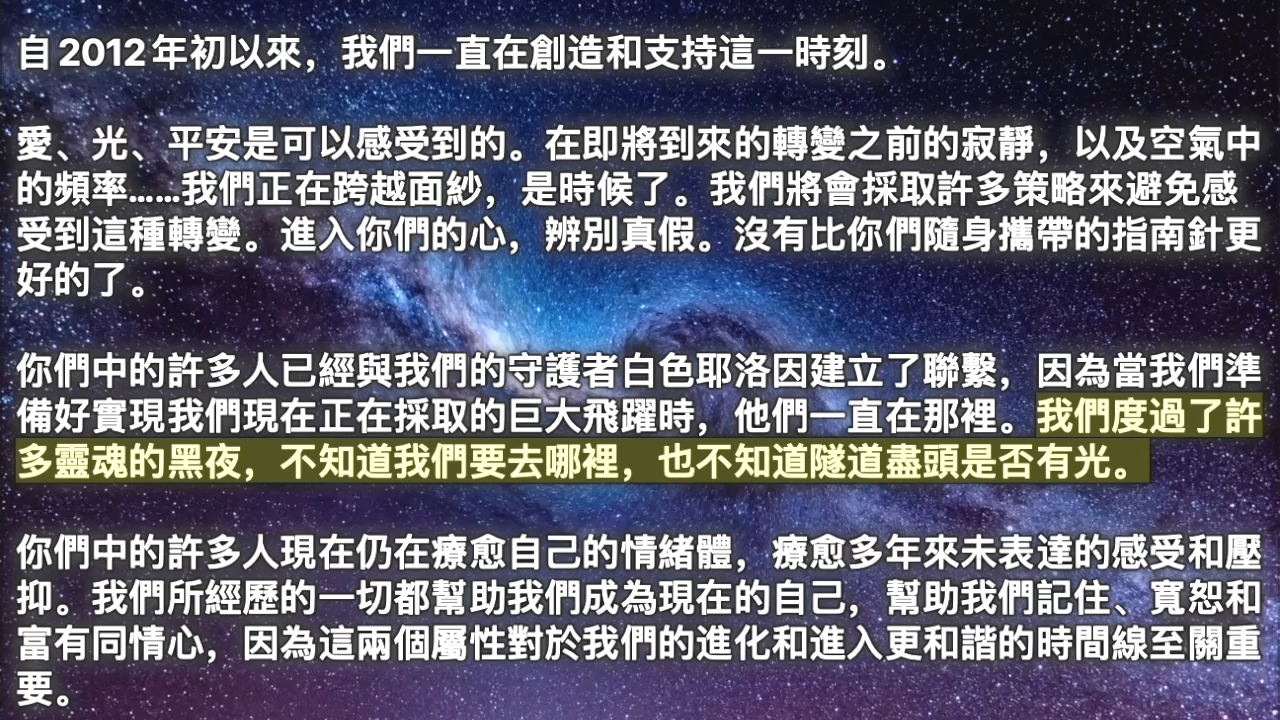 自2012年初以來，我們一直在創造和支持這一時刻。
愛、光、平安是可以感受到的。在即將到來的轉變之前的寂靜，以及空氣中
的頻率……我們正在跨越面紗，是時候了。我們將會採取許多策略來避免感
受到這種轉變。進入你們的心，辨別真假。沒有比你們隨身攜帶的指南針更
好的了。
你們中的許多人已經與我們的守護者白色耶洛因建立了聯繫，因為當我們準
備好實現我們現在正在採取的巨大飛躍時，他們一直在那裡。我們度過了許
多靈魂的黑夜，不知道我們要去哪裡，也不知道隧道盡頭是否有光。
你們中的許多人現在仍在療愈自己的情緒體，療愈多年來未表達的感受和壓
抑。我們所經歷的一切都幫助我們成為現在的自己，幫助我們記住、寬恕和
富有同情心，因為這兩個屬性對於我們的進化和進入更和諧的時間線至關重
要。